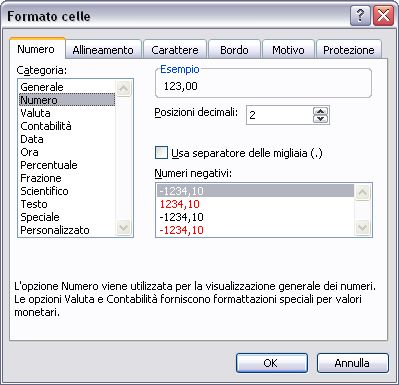 Formato celle
Numero Allineamento Carattere Bordo Motivo Protezione
Categoria:
Generale
Numero
Valuta
Contabilità
Data
Ora
Percentuale
Frazione
Scientifico
Testo
Speciale
Personalizzato
Esempio
123,00
Posizioni decimali: 2
Usa separatore delle migliaia (.)
Numeri negativi:
-1234,10
1234,10
-1234,10
-1234,10
L'opzione Numero viene utilizzata per la visualizzazione generale dei numeri.
Le opzioni Valuta e Contabilità forniscono formattazioni speciali per valori
monetari.
OK Annulla